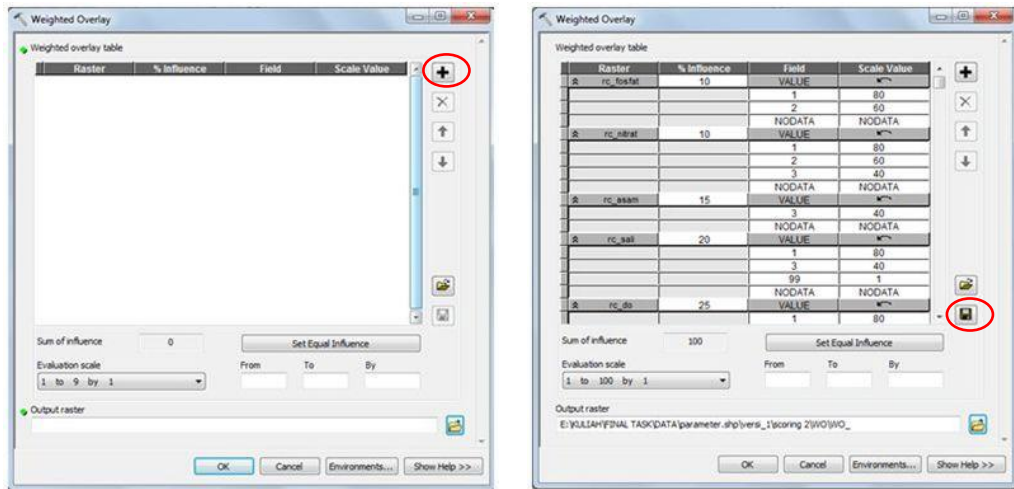 Weighted Overlay
Weighted overlay table
Raster % Influence Field Scale Value
Sum of influence 0 Set Equal Influence
Evaluation scale From To By
1 to 9 by 1
Output raster
OK Cancel Environments... Show Help >>
Weighted Overlay
Weighted overlay table
Raster % Influence Field Scale Value
rc_fosfat 10 VALUE
1 80
2 60
NODATA NODATA
rc_nitrat 10 VALUE
1 80
2 60
3 40
NODATA NODATA
rc_asam 15 VALUE
3 40
NODATA NODATA
rc_sali 20 VALUE
1 80
3 40
99 1
NODATA NODATA
rc_do 25 VALUE
1 80
Sum of influence 100 Set Equal Influence
Evaluation scale From To By
1 to 100 by 1
Output raster
E:\KULIAH\FINAL TASK\DATA\parameter.shp\versi_1\scoring 2\WO\WO_
OK Cancel Environments... Show Help >>